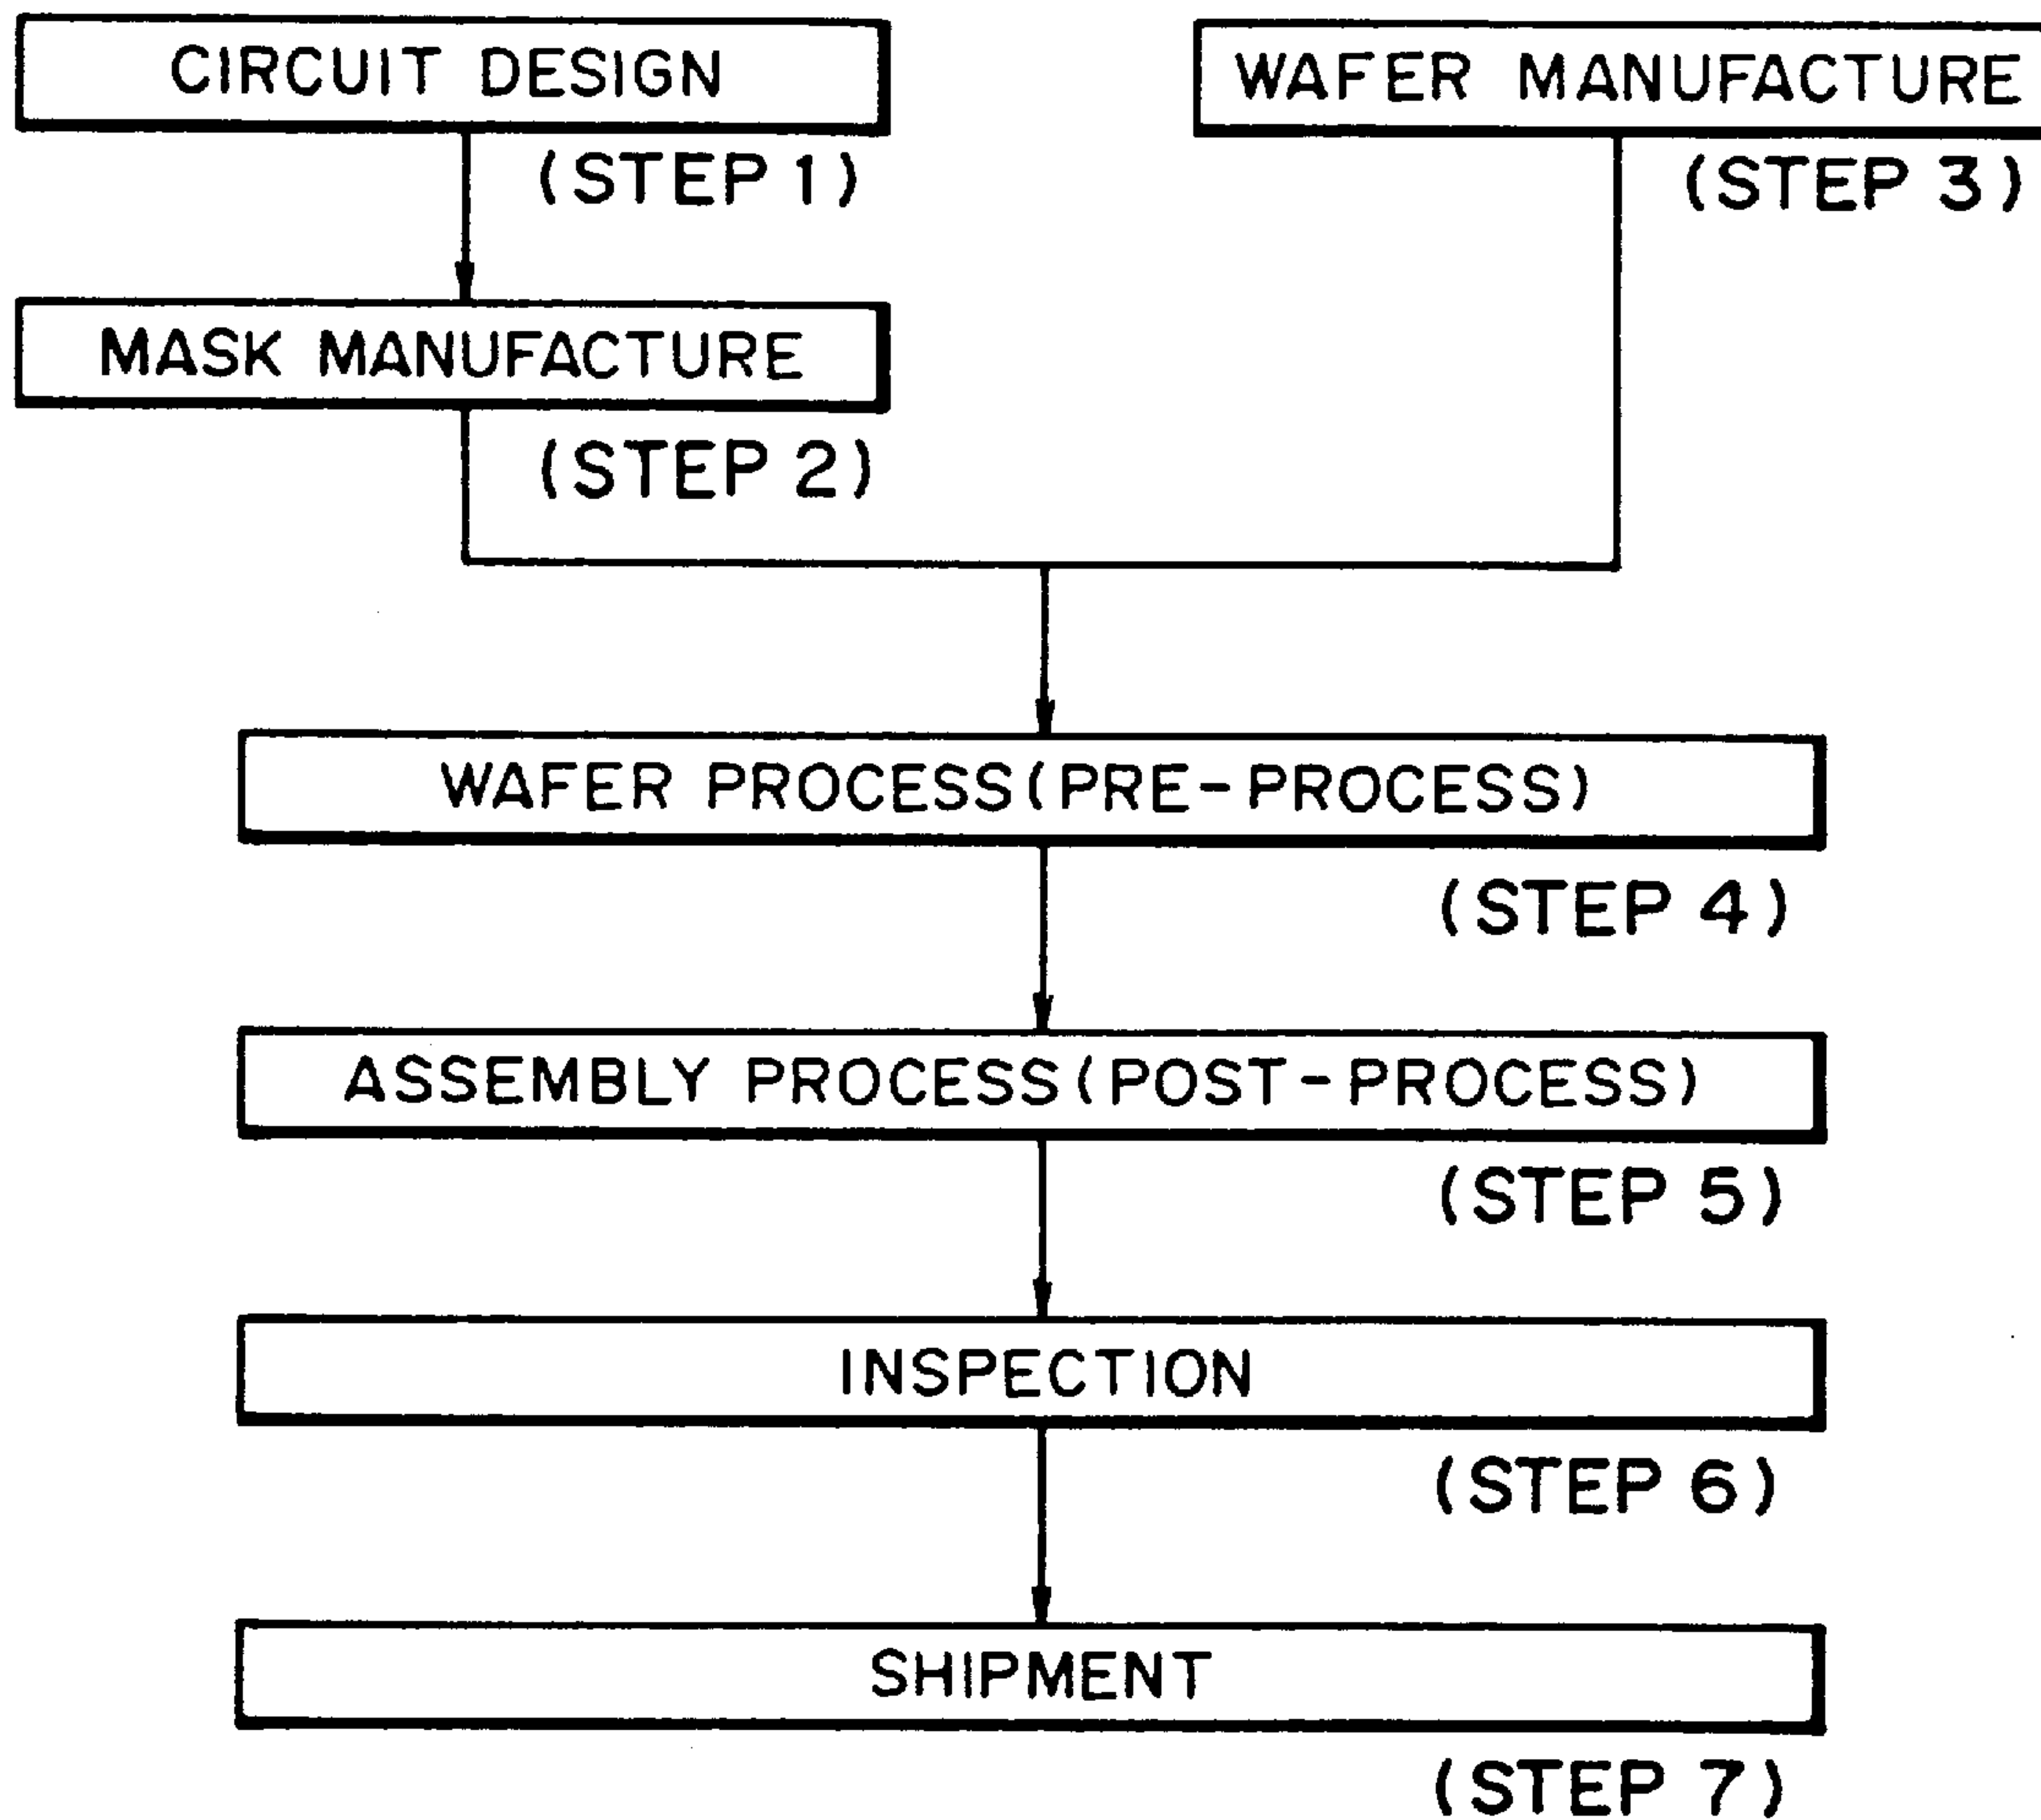 CIRCUIT DESIGN
(STEP 1)
WAFER MANUFACTURE
(STEP 3)
MASK MANUFACTURE
(STEP 2)
WAFER PROCESS(PRE-PROCESS)
(STEP 4)
ASSEMBLY PROCESS(POST-PROCESS)
(STEP 5)
INSPECTION
(STEP 6)
SHIPMENT
(STEP 7)